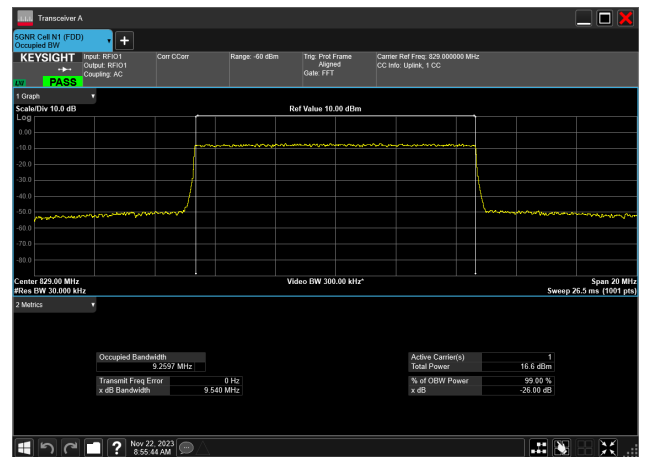 Transceiver A
5GNR Cell N1 (FDD)
Occupied BW
KEYSIGHT
Input: RFIO1
Output: RFIO1
Coupling: AC
Corr CCorr
Range: -60 dBm
Trig: Prot Frame
Aligned
Gate: FFT
Carrier Ref Freq: 829.000000 MHz
CC Info: Uplink, 1 CC
PASS
1 Graph
Scale/Div 10.0 dB
Ref Value 10.00 dBm
Log
0.00
-10.0
-20.0
-30.0
-40.0
-50.0
-60.0
-70.0
-80.0
Center 829.00 MHz
Video BW 300.00 kHz*
Span 20 MHz
#Res BW 30.000 kHz
Sweep 26.5 ms (1001 pts)
2 Metrics
Occupied Bandwidth
9.2597 MHz
Transmit Freq Error 0 Hz
x dB Bandwidth 9.540 MHz
Active Carrier(s) 1
Total Power 16.6 dBm
% of OBW Power 99.00 %
x dB -26.00 dB
Nov 22, 2023
8:55:44 AM